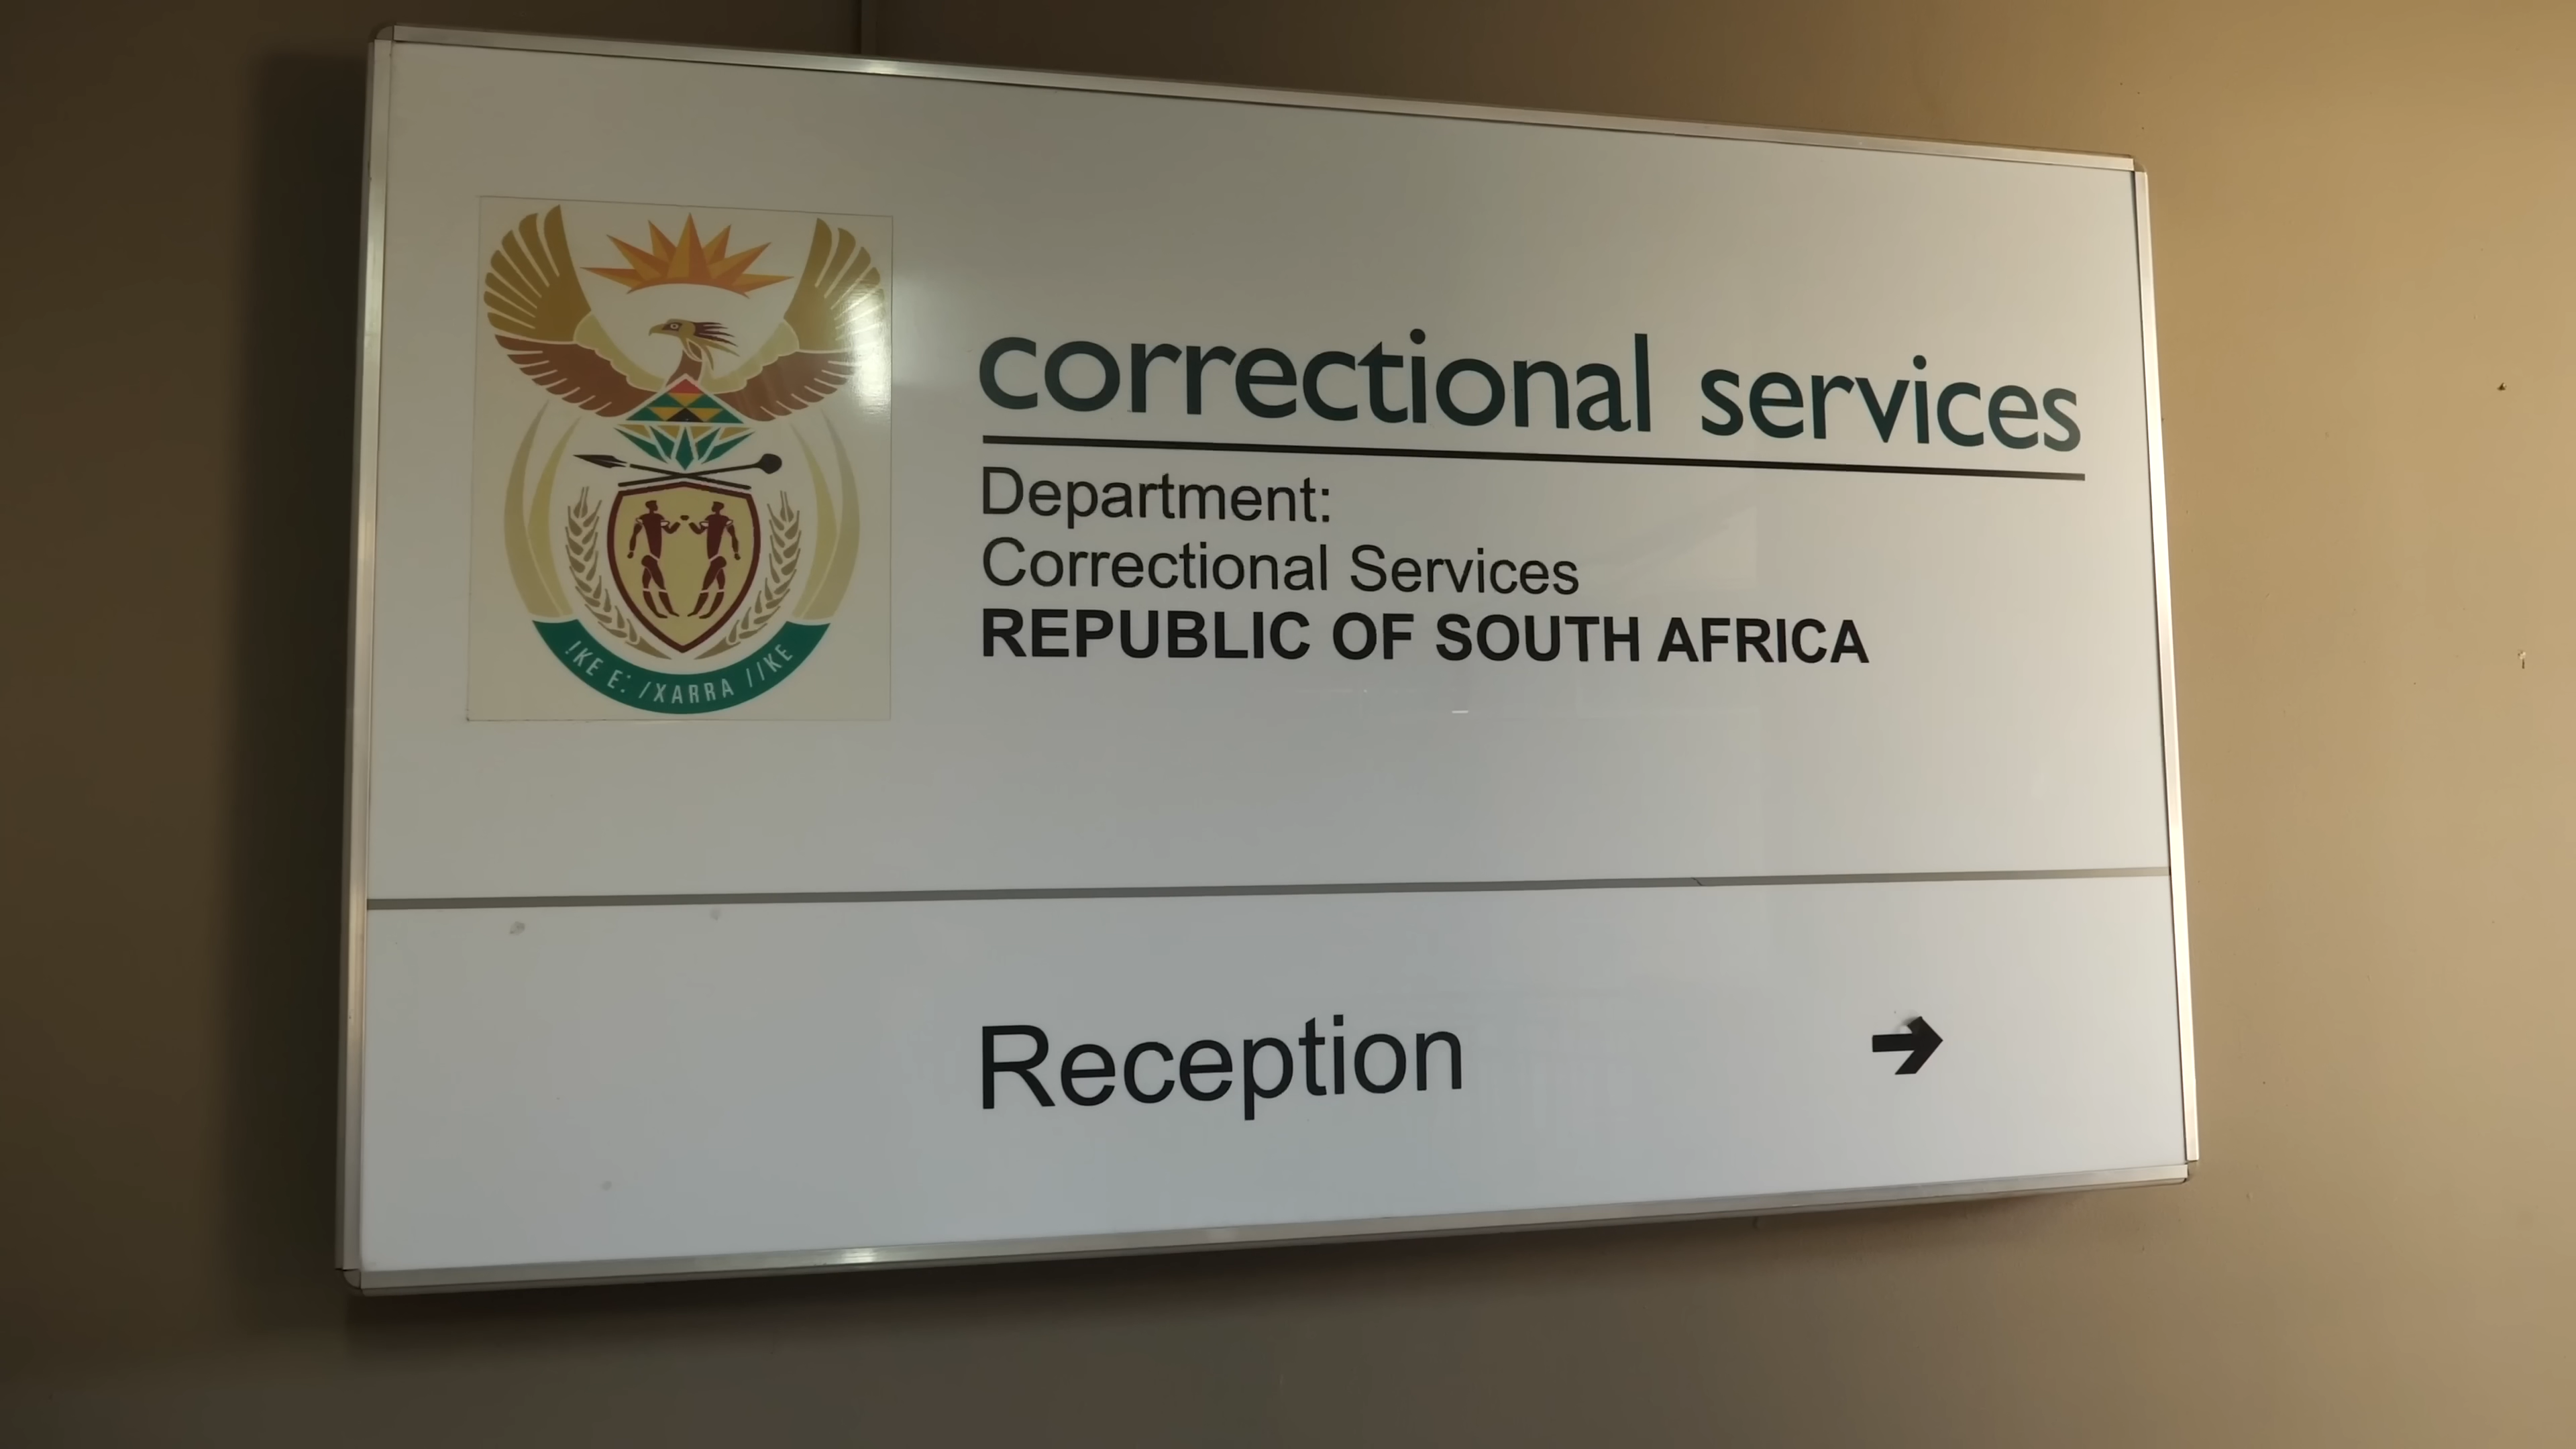 !KE E: /XARRA //KE
correctional services
Department:
Correctional Services
REPUBLIC OF SOUTH AFRICA
Reception →